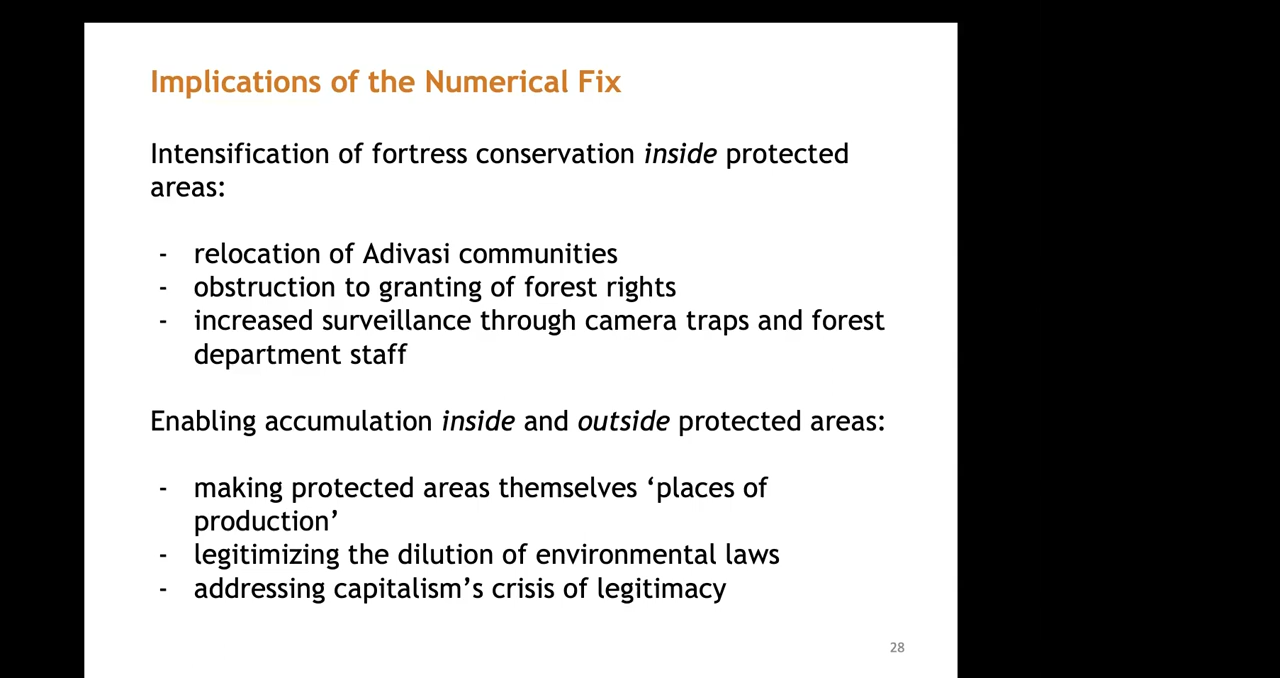 Implications of the Numerical Fix
Intensification of fortress conservation inside protected
areas:
- relocation of Adivasi communities
- obstruction to granting of forest rights
- increased surveillance through camera traps and forest
department staff
Enabling accumulation inside and outside protected areas:
- making protected areas themselves ‘places of
production’
- legitimizing the dilution of environmental laws
- addressing capitalism’s crisis of legitimacy
28